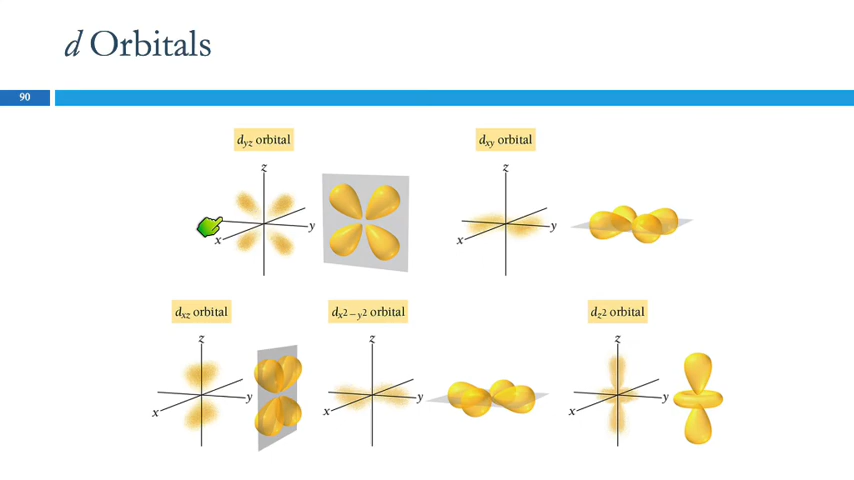 d Orbitals
90
dyz orbital
dxy orbital
z
z
y
y
x
x
dxz orbital
dx2 – y2 orbital
dz2 orbital
z
z
z
y
y
y
x
x
x